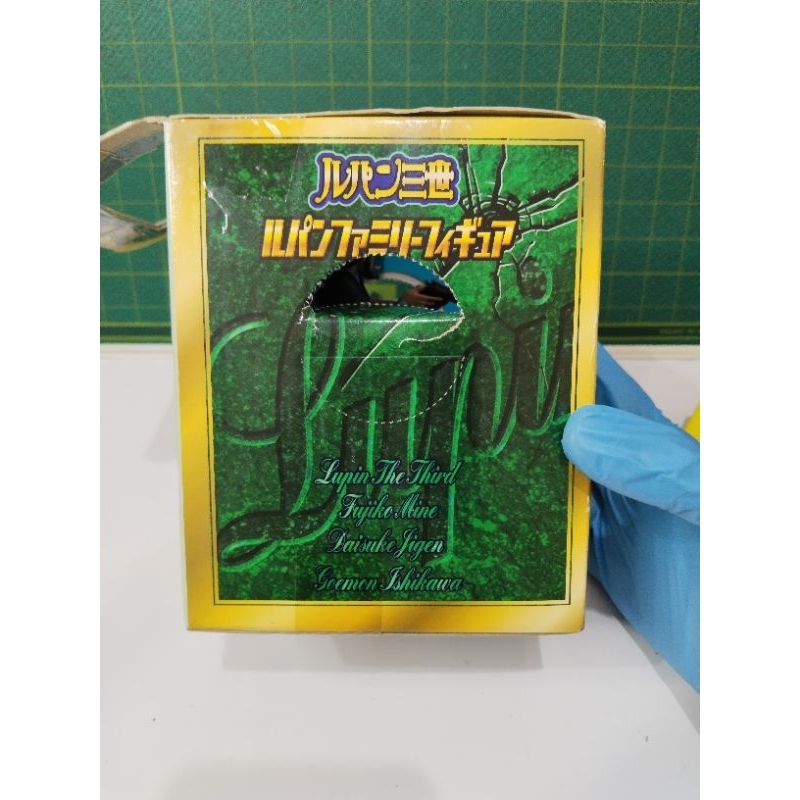 ルパン三世
ルパンファミリーフィギュア
Lupin
Lupin The Third
Fujiko Mine
Daisuke Jigen
Goemon Ishikawa